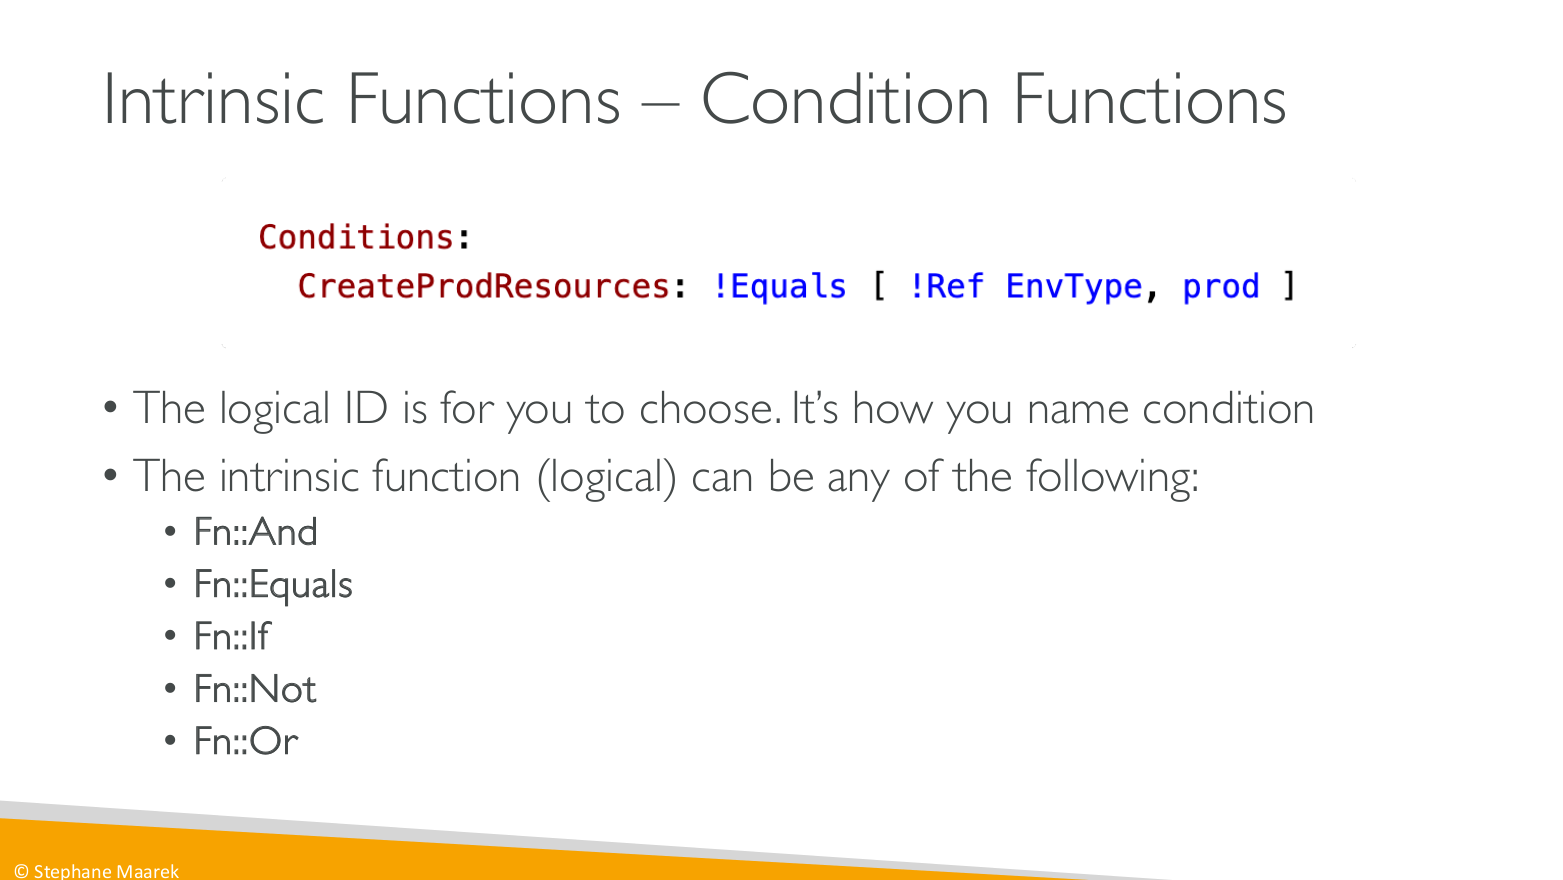 Intrinsic Functions – Condition Functions
Conditions:
CreateProdResources: !Equals [ !Ref EnvType, prod ]
• The logical ID is for you to choose. It’s how you name condition
• The intrinsic function (logical) can be any of the following:
• Fn::And
• Fn::Equals
• Fn::If
• Fn::Not
• Fn::Or
© Stephane Maarek